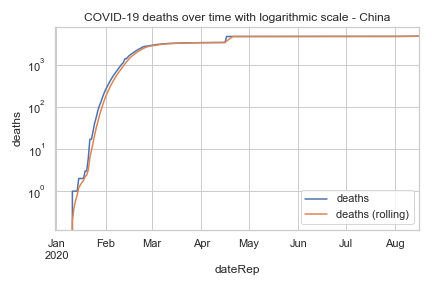 COVID-19 deaths over time with logarithmic scale - China
deaths
10³
10²
10¹
10⁰
deaths
deaths (rolling)
Jan Feb Mar Apr May Jun Jul Aug
2020
dateRep